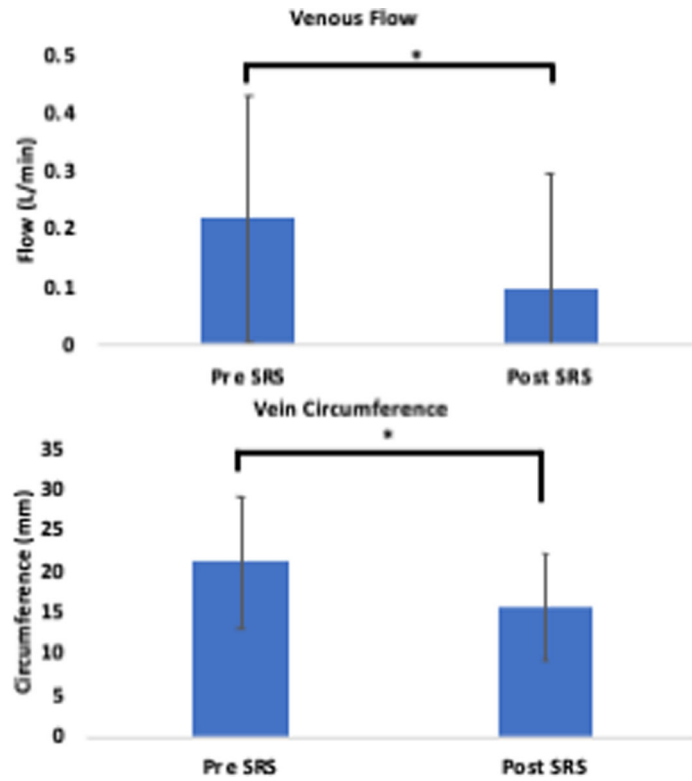 Venous Flow
*
0.5
0.4
0.3
0.2
0.1
0
Flow (L/min)
Pre SRS Post SRS
Vein Circumference
*
35
30
25
20
15
10
5
0
Circumference (mm)
Pre SRS Post SRS